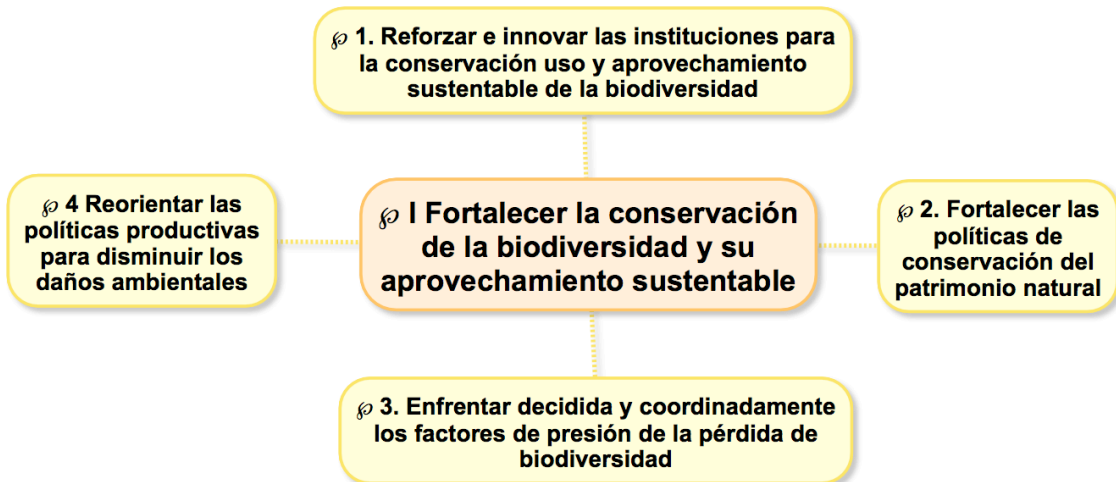 ℘ 1. Reforzar e innovar las instituciones para
la conservación uso y aprovechamiento
sustentable de la biodiversidad
℘ 4 Reorientar las
políticas productivas
para disminuir los
daños ambientales
℘ I Fortalecer la conservación
de la biodiversidad y su
aprovechamiento sustentable
℘ 2. Fortalecer las
políticas de
conservación del
patrimonio natural
℘ 3. Enfrentar decidida y coordinadamente
los factores de presión de la pérdida de
biodiversidad